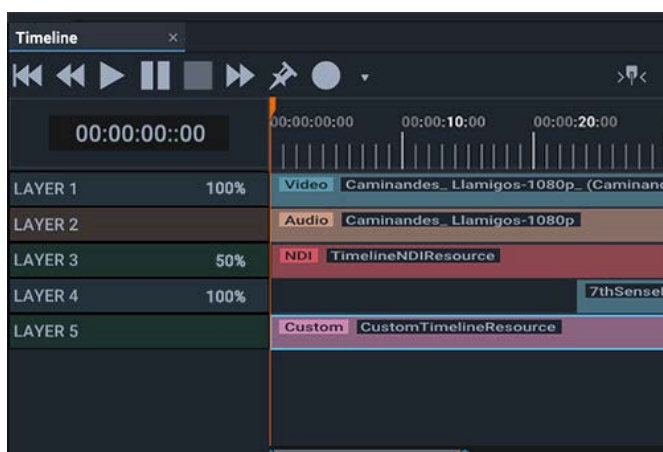 Timeline ×
00:00:00::00
00:00:00:00 00:00:10:00 00:00:20:00
LAYER 1 100% Video Caminandes_ Llamigos-1080p_ (Caminand
LAYER 2 Audio Caminandes_ Llamigos-1080p
LAYER 3 50% NDI TimelineNDIResource
LAYER 4 100% 7thSense
LAYER 5 Custom CustomTimelineResource